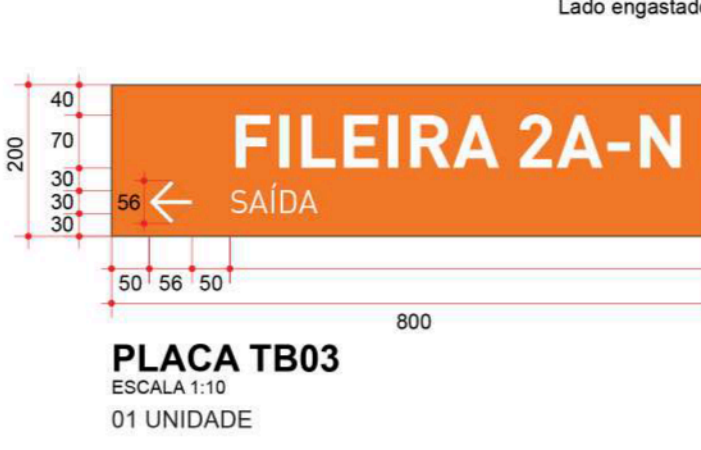 Lado engastado
40
FILEIRA 2A-N
200
70
30
30
56
SAÍDA
30
50 56 50
800
PLACA TB03
ESCALA 1:10
01 UNIDADE